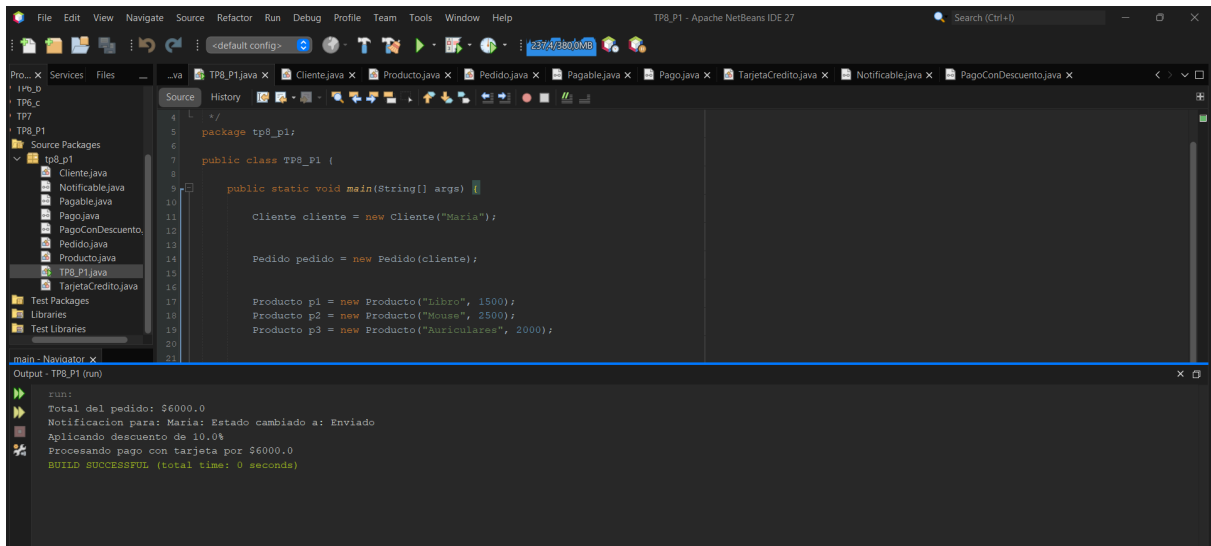 File Edit View Navigate Source Refactor Run Debug Profile Team Tools Window Help TP8_P1 - Apache NetBeans IDE 27 Search (Ctrl+I)
<default config> 237.4/380.0MB
Pro... Services Files ...va TP8_P1.java Cliente.java Producto.java Pedido.java Pagable.java Pago.java TarjetaCredito.java Notificable.java PagoConDescuento.java
TP6_b
TP6_c
TP7
TP8_P1
Source Packages
tp8_p1
Cliente.java
Notificable.java
Pagable.java
Pago.java
PagoConDescuento.
Pedido.java
Producto.java
TP8_P1.java
TarjetaCredito.java
Test Packages
Libraries
Test Libraries
main - Navigator
Source History
4 */
5 package tp8_p1;
6
7 public class TP8_P1 {
8
9 public static void main(String[] args) {
10
11 Cliente cliente = new Cliente("Maria");
12
13
14 Pedido pedido = new Pedido(cliente);
15
16
17 Producto p1 = new Producto("Libro", 1500);
18 Producto p2 = new Producto("Mouse", 2500);
19 Producto p3 = new Producto("Auriculares", 2000);
20
21
Output - TP8_P1 (run)
run:
Total del pedido: $6000.0
Notificacion para: Maria: Estado cambiado a: Enviado
Aplicando descuento de 10.0%
Procesando pago con tarjeta por $6000.0
BUILD SUCCESSFUL (total time: 0 seconds)